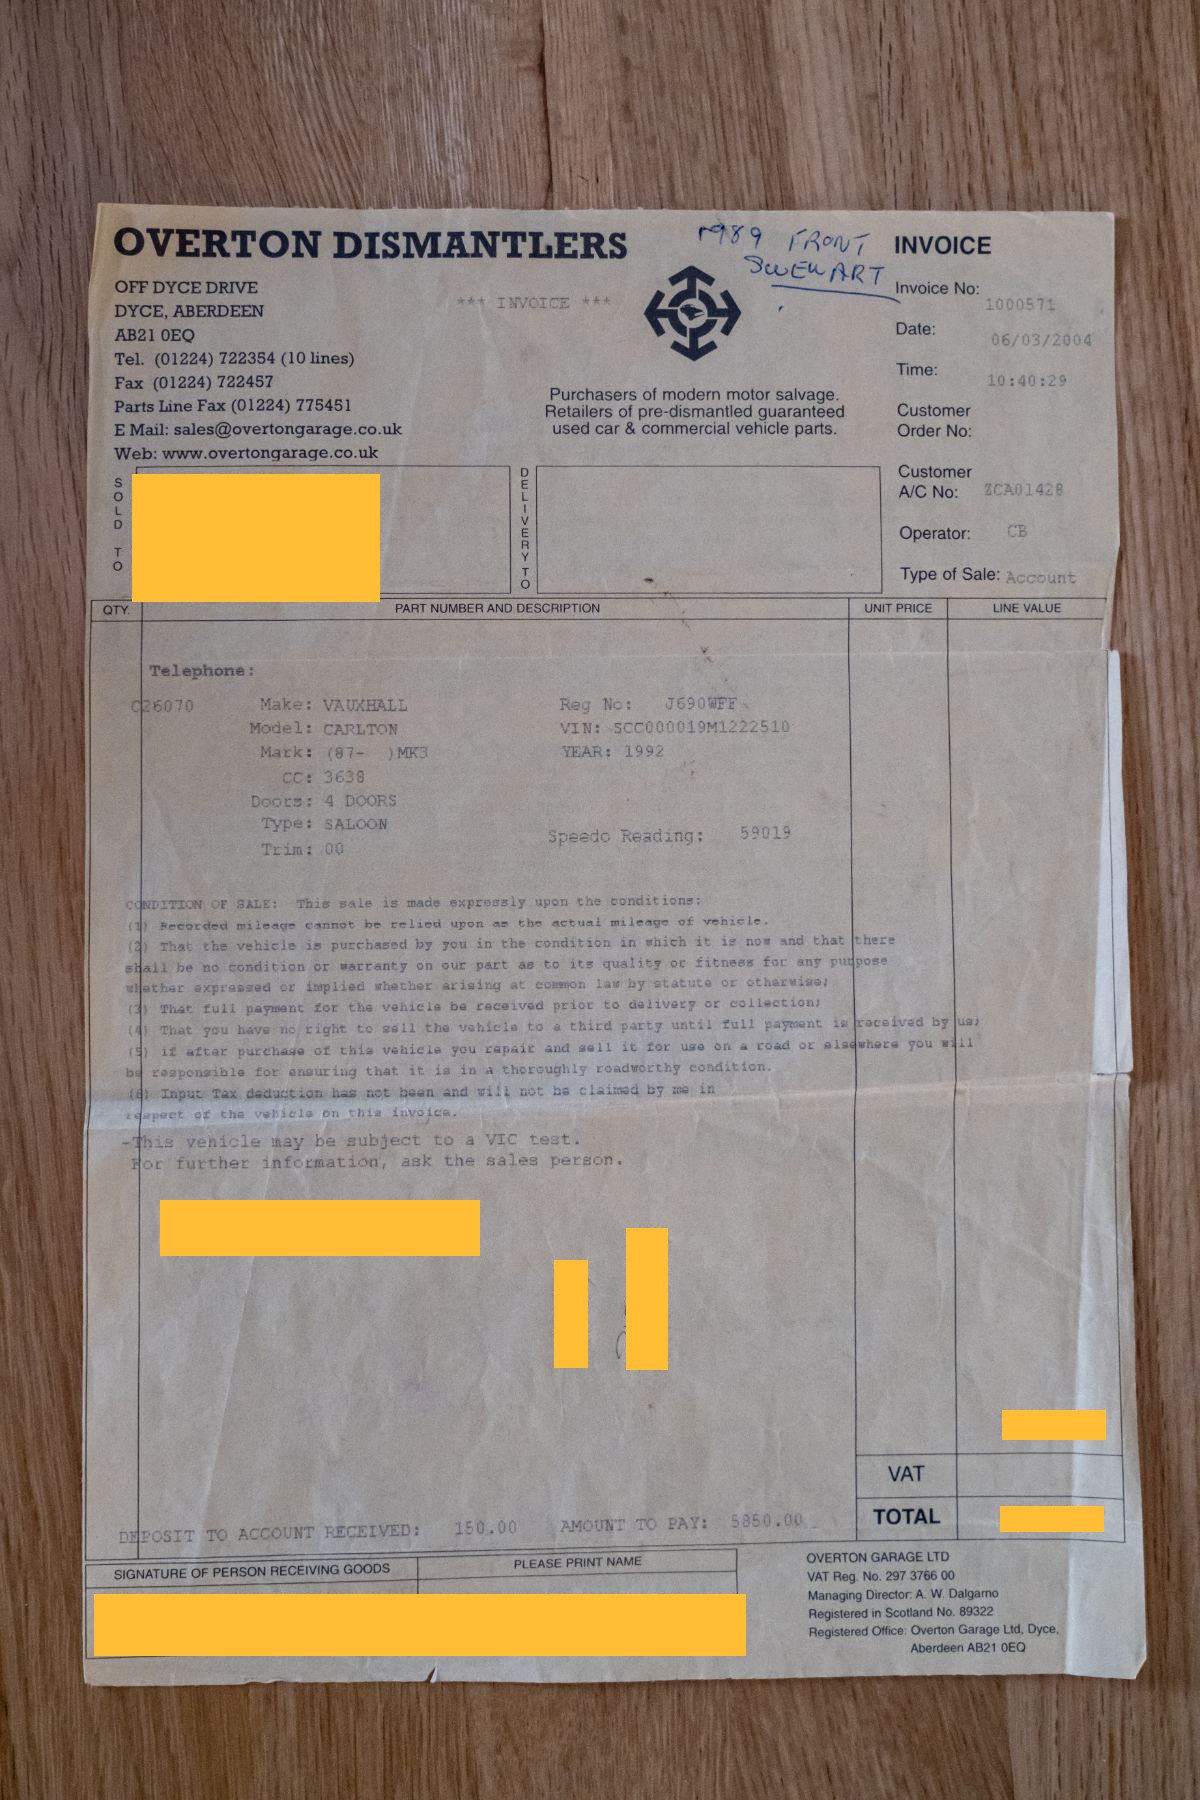 OVERTON DISMANTLERS
OFF DYCE DRIVE
DYCE, ABERDEEN
AB21 0EQ
Tel. (01224) 722354 (10 lines)
Fax (01224) 722457
Parts Line Fax (01224) 775451
E Mail: sales@overtongarage.co.uk
Web: www.overtongarage.co.uk
*** INVOICE ***
1989 FRONT
Purchasers of modern motor salvage.
Retailers of pre-dismantled guaranteed
used car & commercial vehicle parts.
INVOICE
Invoice No: 1000571
Date: 06/03/2004
Time: 10:40:29
Customer
Order No:
Customer
A/C No: ZCA01428
Operator: CB
Type of Sale: Account
SOLD TO
DELIVERY TO
QTY. PART NUMBER AND DESCRIPTION UNIT PRICE LINE VALUE
Telephone:
C26070 Make: VAUXHALL Reg No: J690WFF
Model: CARLTON VIN: SCC000019M1222510
Mark: (87- )MK3 YEAR: 1992
CC: 3638
Doors: 4 DOORS
Type: SALOON Speedo Reading: 59019
Trim: 00
CONDITION OF SALE: This sale is made expressly upon the conditions:
(1) Recorded mileage cannot be relied upon as the actual mileage of vehicle.
(2) That the vehicle is purchased by you in the condition in which it is now and that there
shall be no condition or warranty on our part as to its quality or fitness for any purpose
whether expressed or implied whether arising at common law by statute or otherwise;
(3) That full payment for the vehicle be received prior to delivery or collection;
(4) That you have no right to sell the vehicle to a third party until full payment is received by us;
(5) if after purchase of this vehicle you repair and sell it for use on a road or elsewhere you will
be responsible for ensuring that it is in a thoroughly roadworthy condition.
(6) Input Tax deduction has not been and will not be claimed by me in
respect of the vehicle on this invoice.
-This vehicle may be subject to a VIC test.
For further information, ask the sales person.
VAT
TOTAL
DEPOSIT TO ACCOUNT RECEIVED: 150.00 AMOUNT TO PAY: 5850.00
SIGNATURE OF PERSON RECEIVING GOODS PLEASE PRINT NAME
OVERTON GARAGE LTD
VAT Reg. No. 297 3766 00
Managing Director: A. W. Dalgarno
Registered in Scotland No. 89322
Registered Office: Overton Garage Ltd, Dyce,
Aberdeen AB21 0EQ